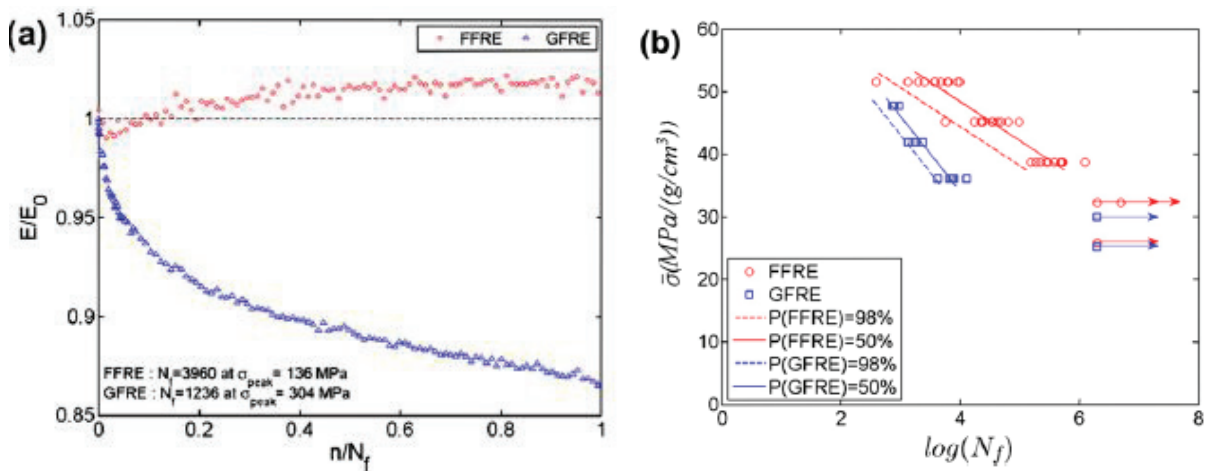 (a)
1.05
1
0.95
0.9
0.85
E/E0
FFRE GFRE
FFRE : Nf=3960 at σpeak= 136 MPa
GFRE : Nf=1236 at σpeak= 304 MPa
0 0.2 0.4 0.6 0.8 1
n/Nf
(b)
60
50
40
30
20
10
0
σ̄(MPa/(g/cm³))
FFRE
GFRE
P(FFRE)=98%
P(FFRE)=50%
P(GFRE)=98%
P(GFRE)=50%
0 2 4 6 8
log(Nf)